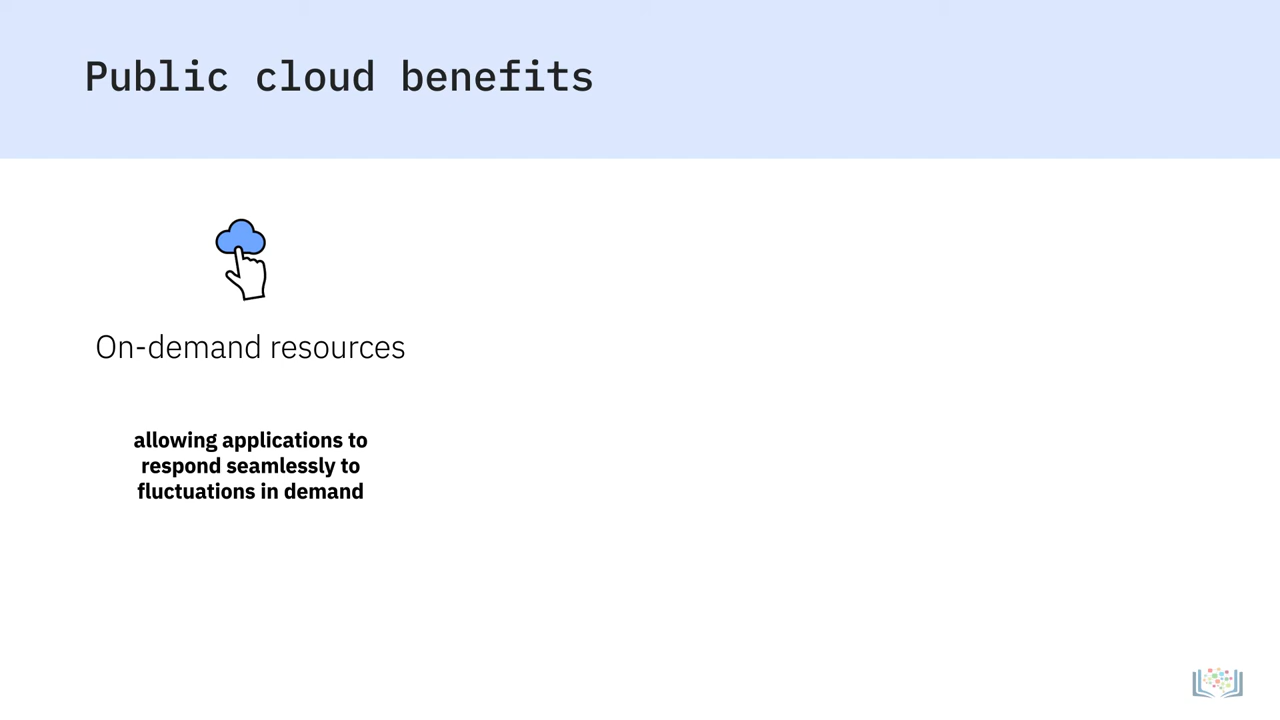 Public cloud benefits
On-demand resources
allowing applications to
respond seamlessly to
fluctuations in demand